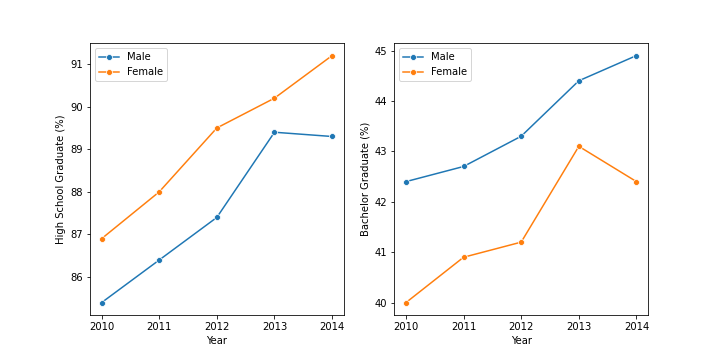 Male
Female
High School Graduate (%)
91
90
89
88
87
86
2010 2011 2012 2013 2014
Year
Male
Female
Bachelor Graduate (%)
45
44
43
42
41
40
2010 2011 2012 2013 2014
Year